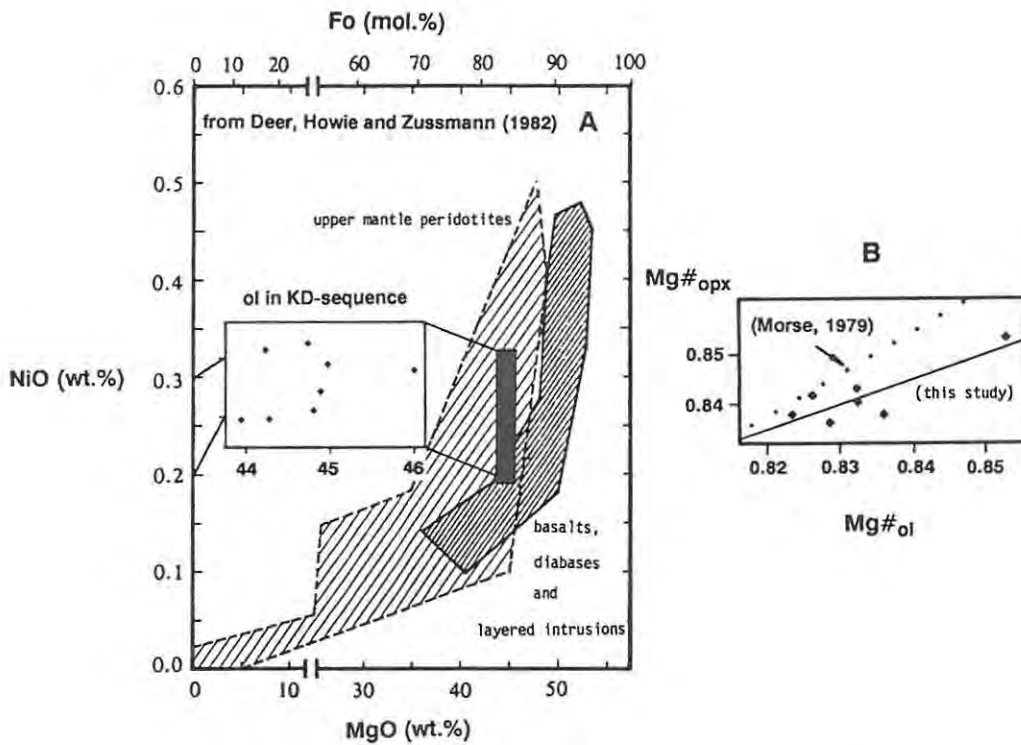 Fo (mol.%)
0 10 20 60 70 80 90 100
0.6
from Deer, Howie and Zussmann (1982) A
0.5
upper mantle peridotites
0.4
ol in KD-sequence
NiO (wt.%)
0.3
44 45 46
0.2
basalts,
diabases
and
layered intrusions
0.1
0.0
0 10 30 40 50
MgO (wt.%)
B
Mg#opx
(Morse, 1979)
0.85
(this study)
0.84
0.82 0.83 0.84 0.85
Mg#ol